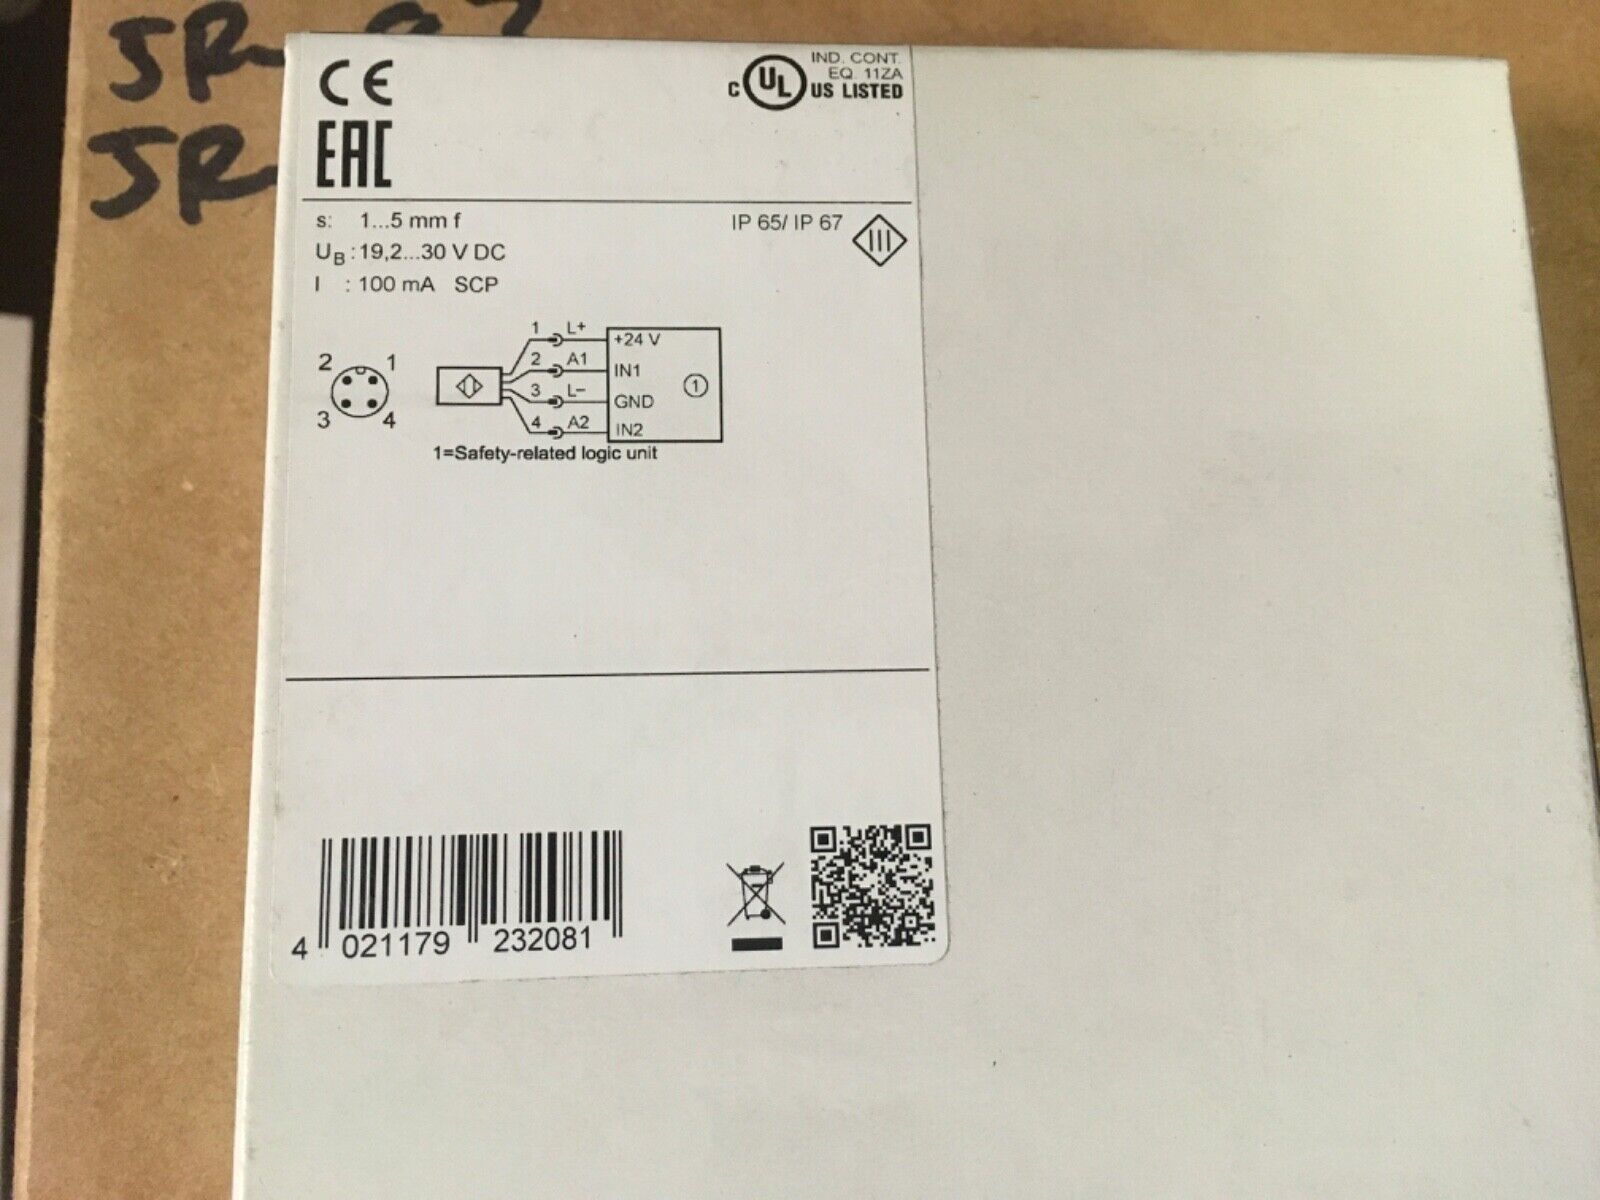 CE
EAC
C UL US LISTED
IND. CONT.
EQ. 11ZA
s: 1...5 mm f
IP 65/ IP 67
III
UB : 19,2...30 V DC
I : 100 mA SCP
2 1
3 4
1 L+ +24 V
2 A1 IN1
3 L– GND
4 A2 IN2
1
1=Safety-related logic unit
4 021179 232081